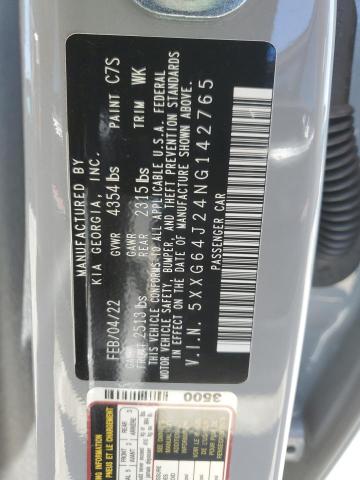 MANUFACTURED BY
KIA GEORGIA, INC.
FEB/04/22 GVWR 4354 lbs PAINT C7S
GAWR GAWR
FRONT 2513 lbs REAR 2315 lbs TRIM WK
THIS VEHICLE CONFORMS TO ALL APPLICABLE U.S.A. FEDERAL
MOTOR VEHICLE SAFETY, BUMPER, AND THEFT PREVENTION STANDARDS
IN EFFECT ON THE DATE OF MANUFACTURE SHOWN ABOVE.
V.I.N. 5XXG64J24NG142765
PASSENGER CAR
3500